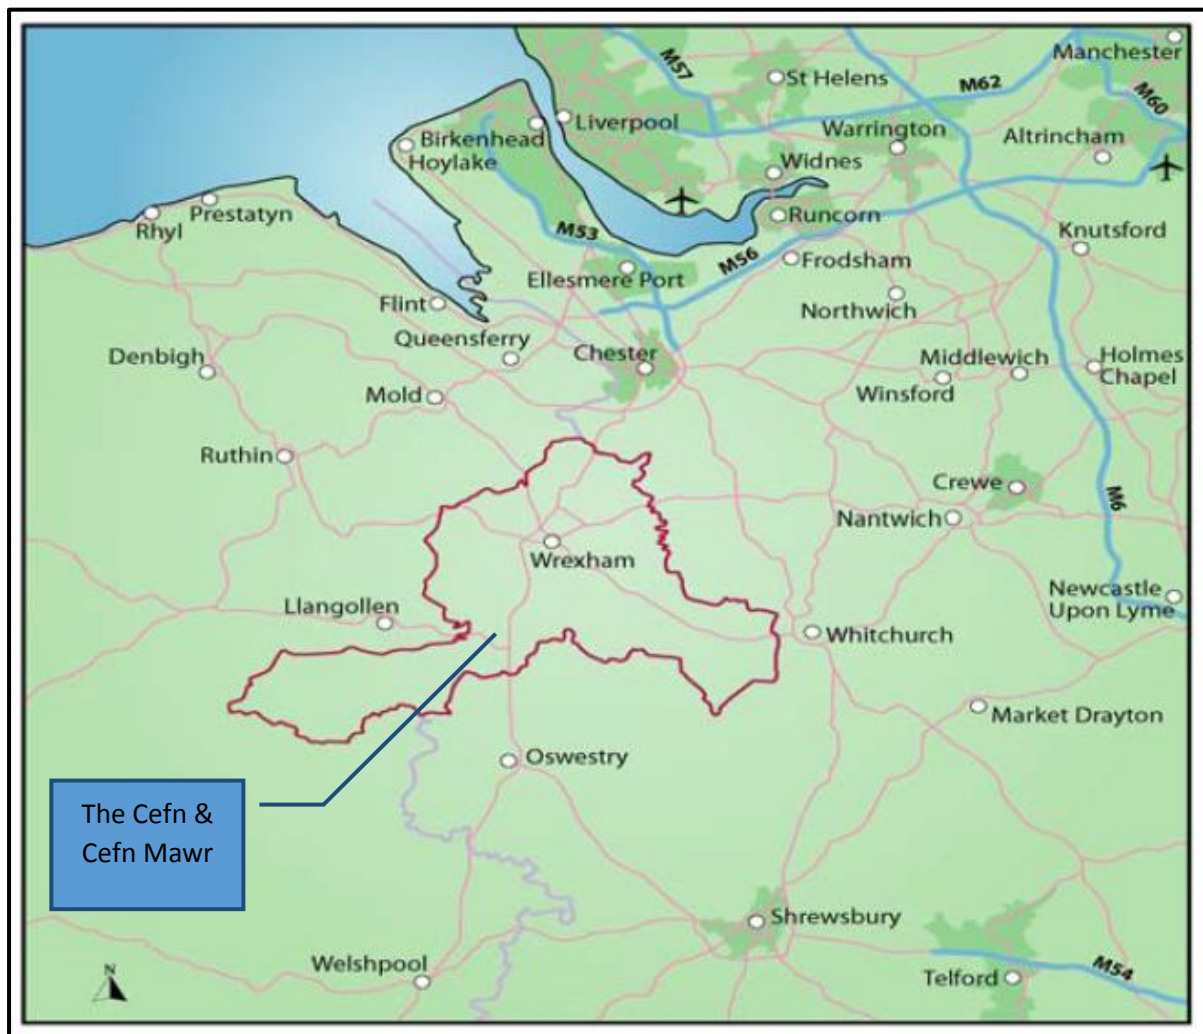 Manchester
M57
St Helens
M62
M60
Liverpool
Birkenhead
Hoylake
Warrington
Altrincham
Widnes
Prestatyn
Rhyl
Runcorn
M53
Knutsford
M56
Frodsham
Ellesmere Port
Flint
Northwich
Queensferry
Denbigh
Chester
Middlewich
Holmes
Chapel
Winsford
Mold
Ruthin
Crewe
M6
Nantwich
Wrexham
Newcastle
Upon Lyme
Llangollen
Whitchurch
Market Drayton
Oswestry
The Cefn &
Cefn Mawr
Shrewsbury
Welshpool
N
Telford
M54